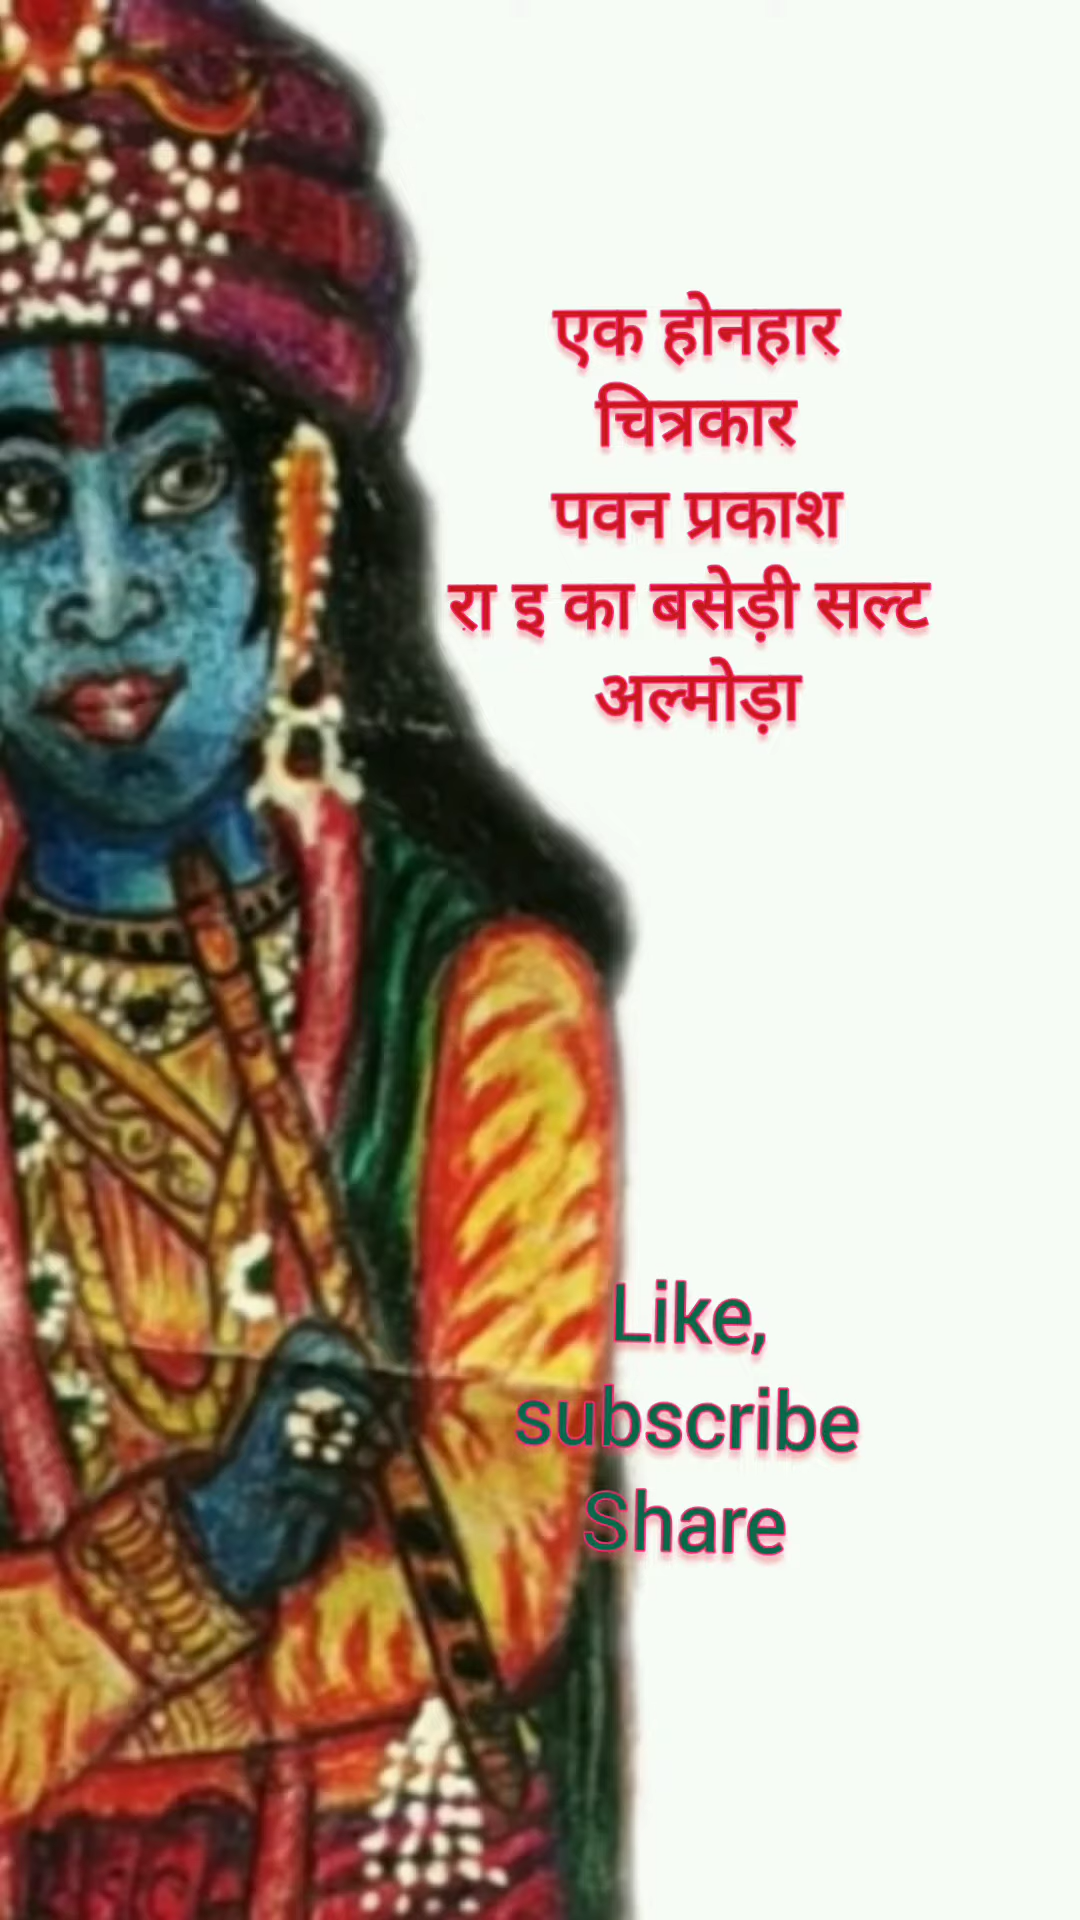 एक होनहार
चित्रकार
पवन प्रकाश
रा इ का बसेड़ी सल्ट
अल्मोड़ा
Like,
subscribe
Share